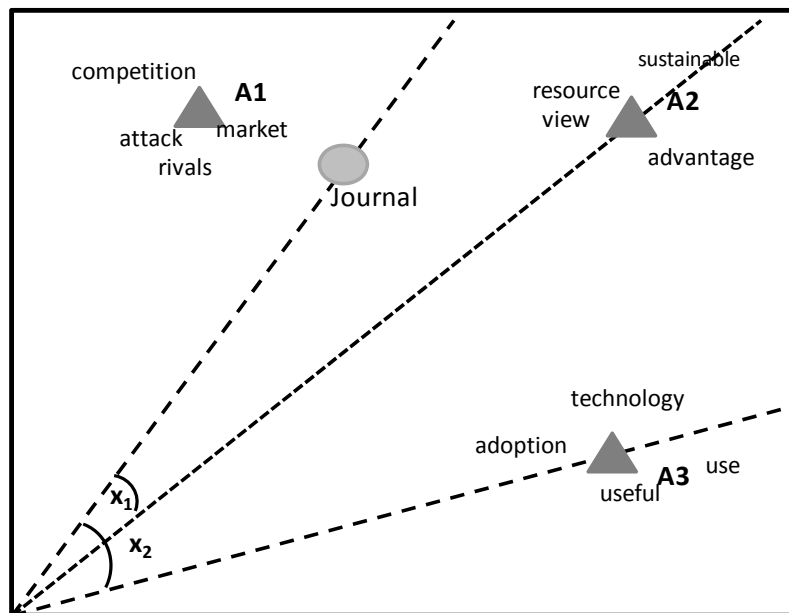 sustainable
competition
A1
resource
A2
view
market
attack
rivals
advantage
Journal
technology
adoption
use
A3
useful
x₁
x₂